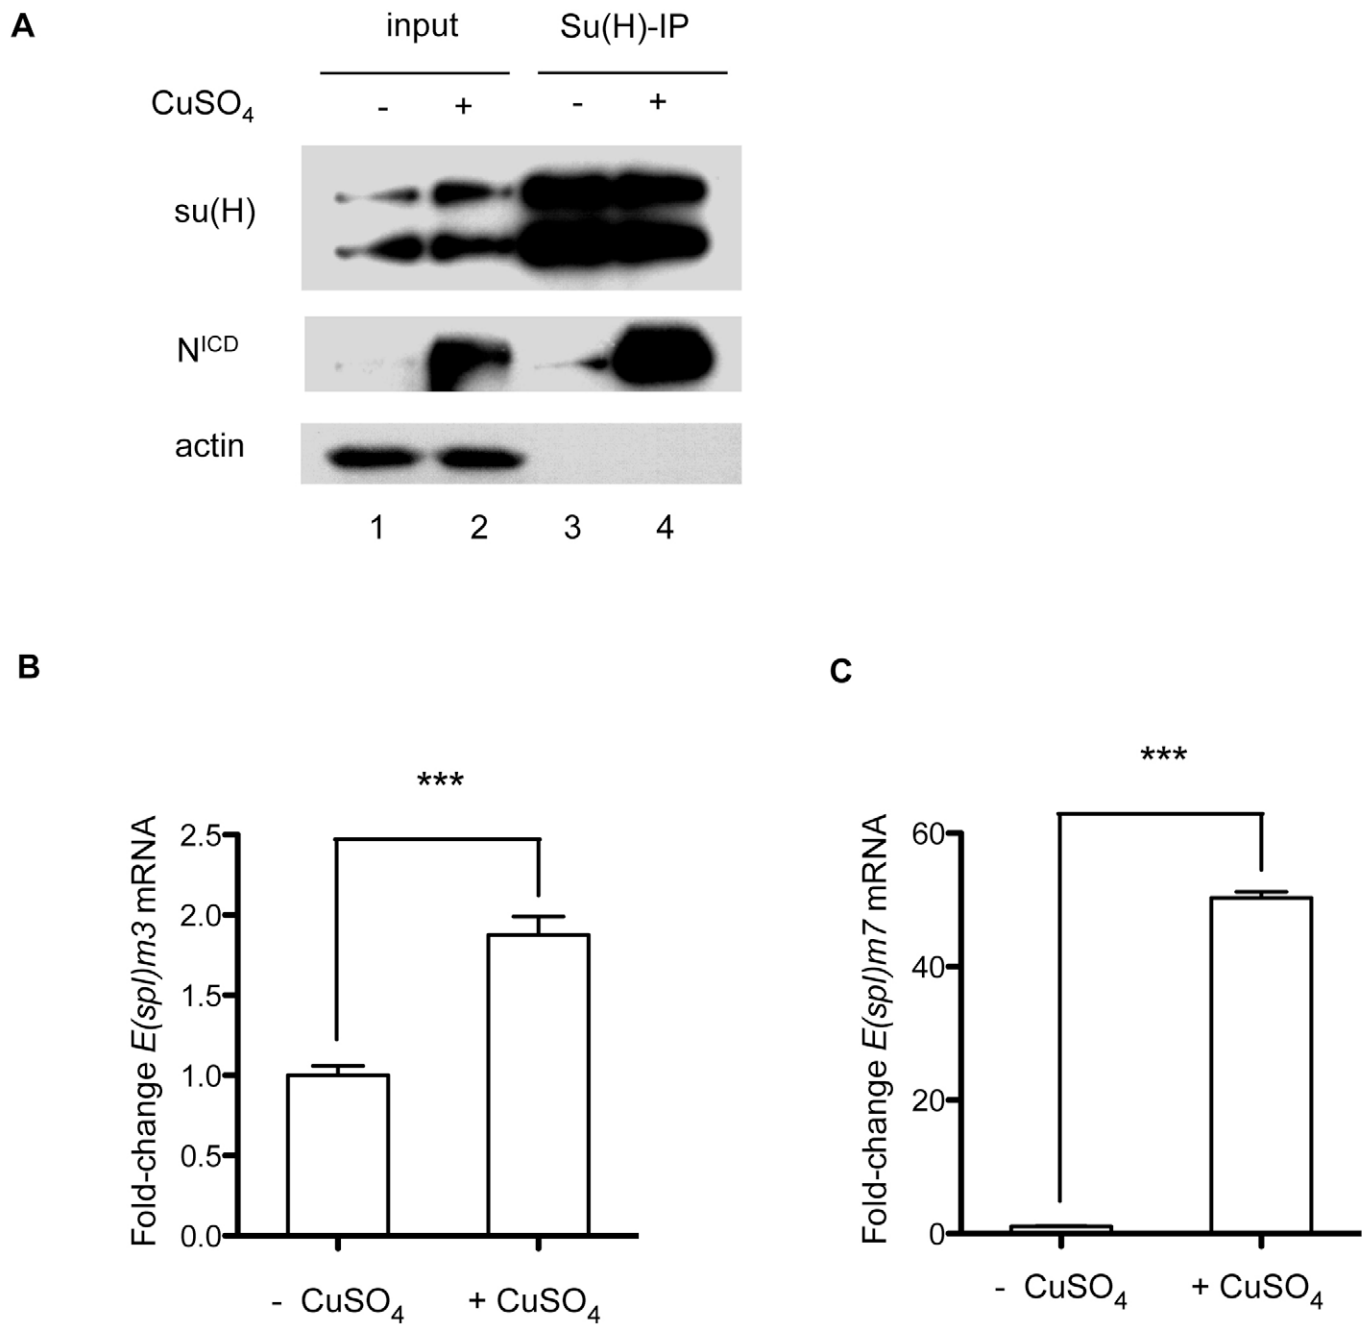 A
input Su(H)-IP
CuSO₄ - + - +
su(H)
Nᴵᶜᴰ
actin
1 2 3 4
B
C
***
***
Fold-change E(spl)m3 mRNA
2.5
2.0
1.5
1.0
0.5
0.0
- CuSO₄ + CuSO₄
Fold-change E(spl)m7 mRNA
60
40
20
0
- CuSO₄ + CuSO₄